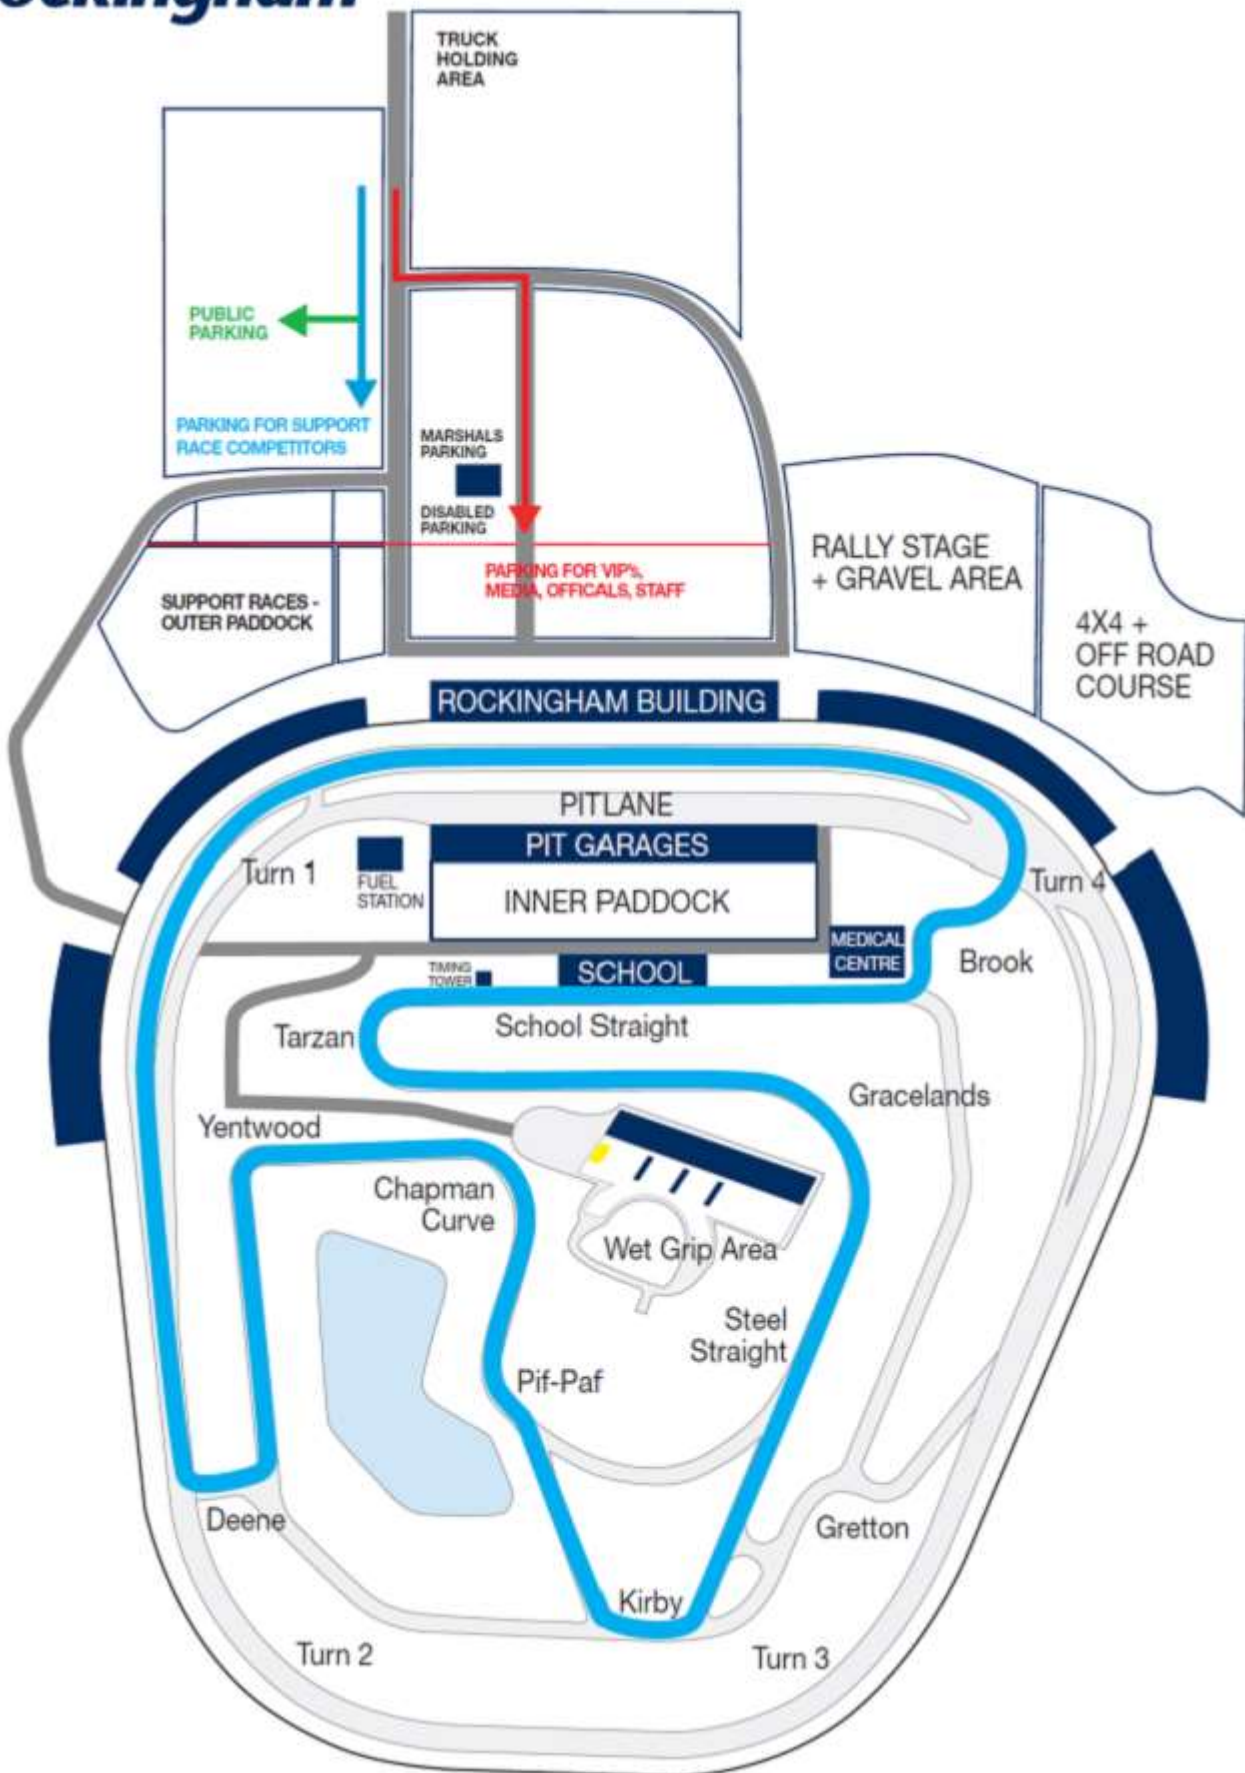 Rockingham
TRUCK
HOLDING
AREA
PUBLIC
PARKING
PARKING FOR SUPPORT
RACE COMPETITORS
MARSHALS
PARKING
DISABLED
PARKING
PARKING FOR VIP's,
MEDIA, OFFICALS, STAFF
SUPPORT RACES -
OUTER PADDOCK
RALLY STAGE
+ GRAVEL AREA
4X4 +
OFF ROAD
COURSE
ROCKINGHAM BUILDING
PITLANE
PIT GARAGES
INNER PADDOCK
Turn 1
FUEL
STATION
Turn 4
MEDICAL
CENTRE
Brook
TIMING
TOWER
SCHOOL
School Straight
Tarzan
Gracelands
Yentwood
Chapman
Curve
Wet Grip Area
Steel
Straight
Pif-Paf
Deene
Gretton
Kirby
Turn 2
Turn 3